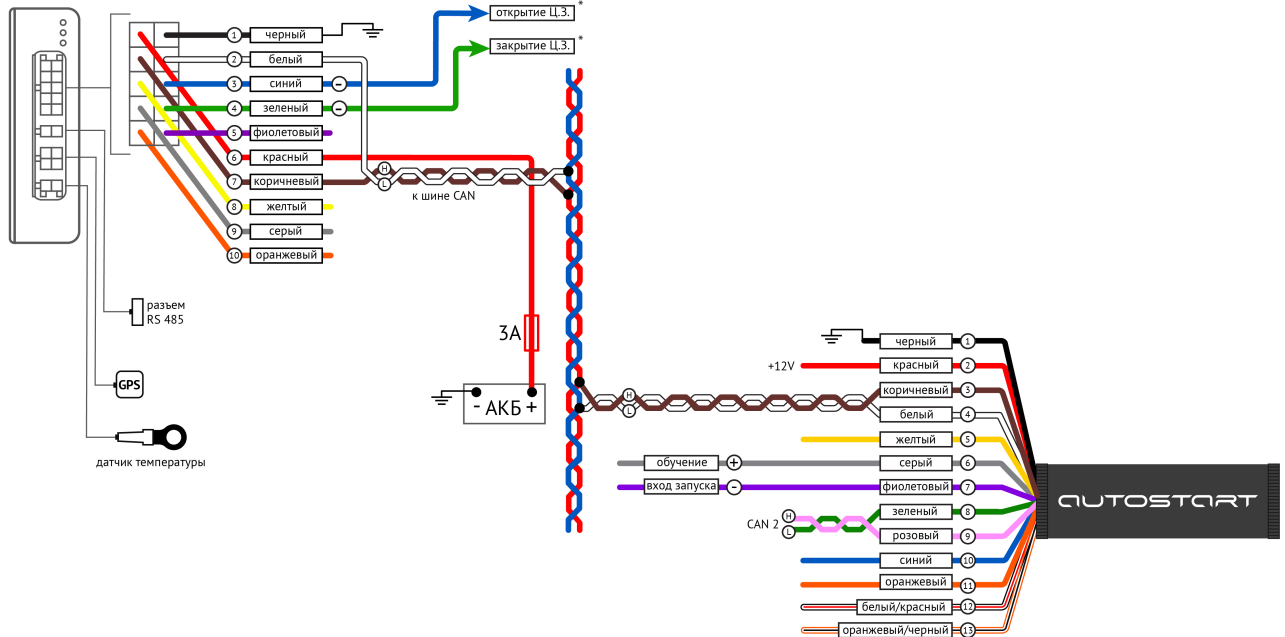 открытие Ц.З. *
закрытие Ц.З. *
1 черный
2 белый
3 синий -
4 зеленый -
5 фиолетовый
6 красный
7 коричневый
H
L
к шине CAN
8 желтый
9 серый
10 оранжевый
разъем
RS 485
GPS
датчик температуры
3А
- АКБ +
черный 1
+12V красный 2
коричневый 3
H
L
белый 4
желтый 5
обучение + серый 6
вход запуска - фиолетовый 7
CAN 2
H
L
зеленый 8
розовый 9
синий 10
оранжевый 11
белый/красный 12
оранжевый/черный 13
AUTOSTART